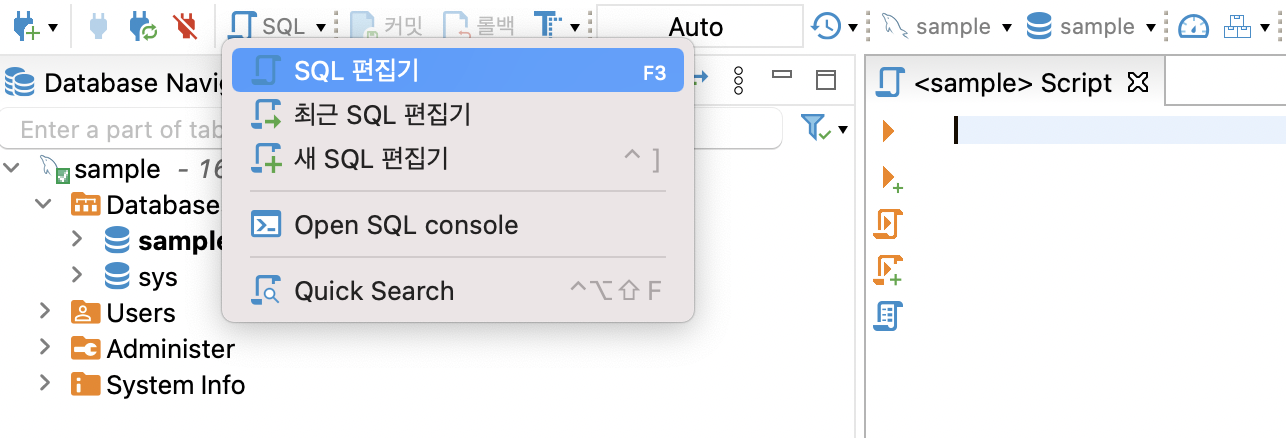 SQL 커밋 롤백 Auto sample sample
SQL 편집기 F3
최근 SQL 편집기
새 SQL 편집기 ^ ]
Open SQL console
Quick Search ^⌥⇧ F
Database Navi
Enter a part of tab
sample - 16
Database
sample
sys
Users
Administer
System Info
<sample> Script